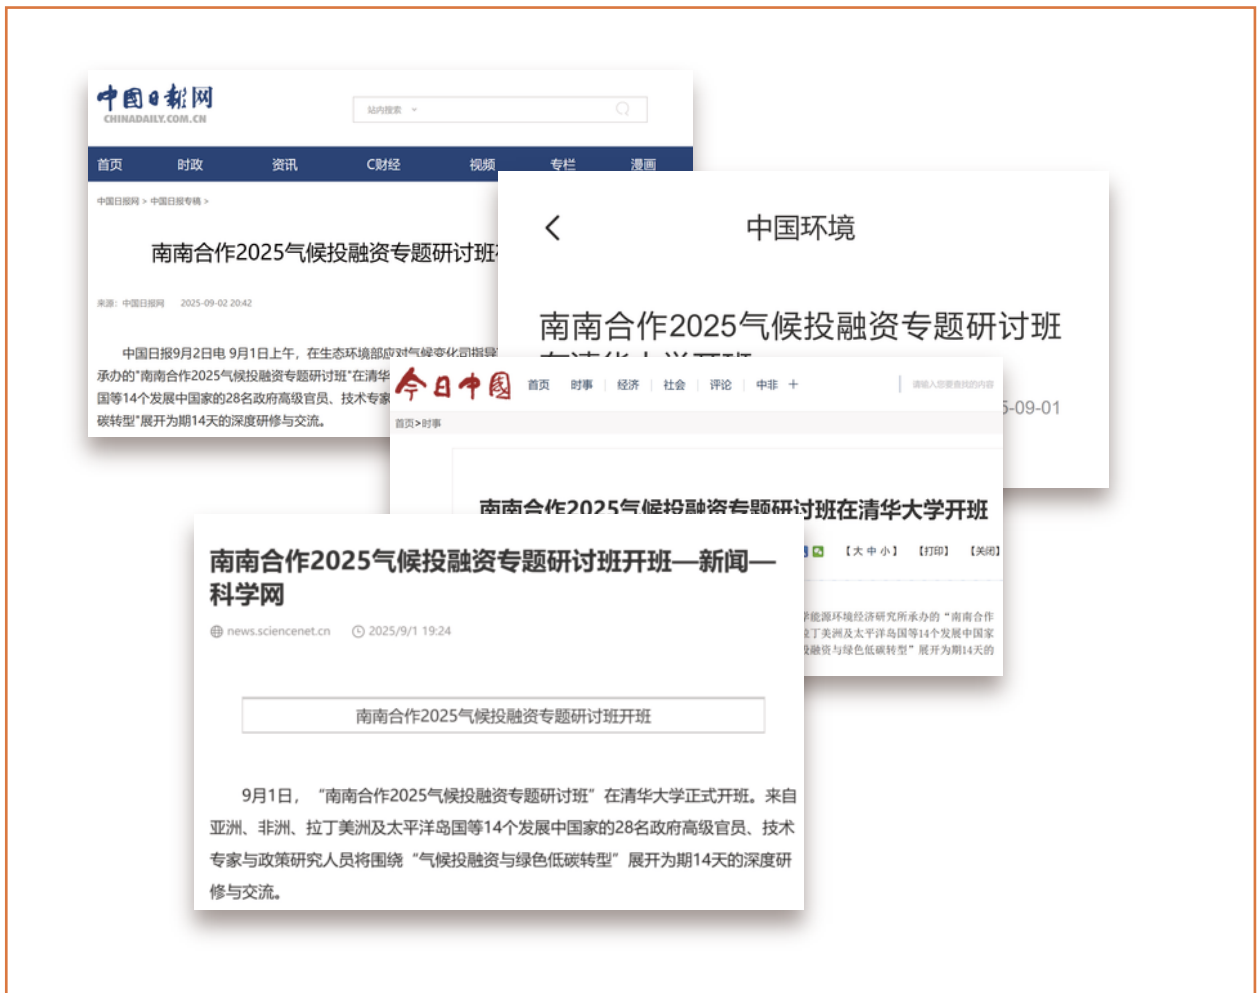 中国日报网
CHINADAILY.COM.CN
站内搜索
首页 时政 资讯 C财经 视频 专栏 漫画
中国日报网 > 中国日报专稿 >
南南合作2025气候投融资专题研讨班
来源：中国日报网 2025-09-02 20:42
中国日报9月2日电 9月1日上午，在生态环境部应对气候变化司指导
承办的"南南合作2025气候投融资专题研讨班"在清华
国等14个发展中国家的28名政府高级官员、技术专家
碳转型"展开为期14天的深度研修与交流。
中国环境
南南合作2025气候投融资专题研讨班
在清华大学开班
5-09-01
今日中国
首页 时事 经济 社会 评论 中非 +
请输入您要查找的内容
首页>时事
南南合作2025气候投融资专题研讨班在清华大学开班
【大 中 小】 【打印】 【关闭】
学能源环境经济研究所承办的“南南合作
拉丁美洲及太平洋岛国等14个发展中国家
投融资与绿色低碳转型”展开为期14天的
南南合作2025气候投融资专题研讨班开班—新闻—
科学网
news.sciencenet.cn 2025/9/1 19:24
南南合作2025气候投融资专题研讨班开班
9月1日，“南南合作2025气候投融资专题研讨班”在清华大学正式开班。来自
亚洲、非洲、拉丁美洲及太平洋岛国等14个发展中国家的28名政府高级官员、技术
专家与政策研究人员将围绕“气候投融资与绿色低碳转型”展开为期14天的深度研
修与交流。